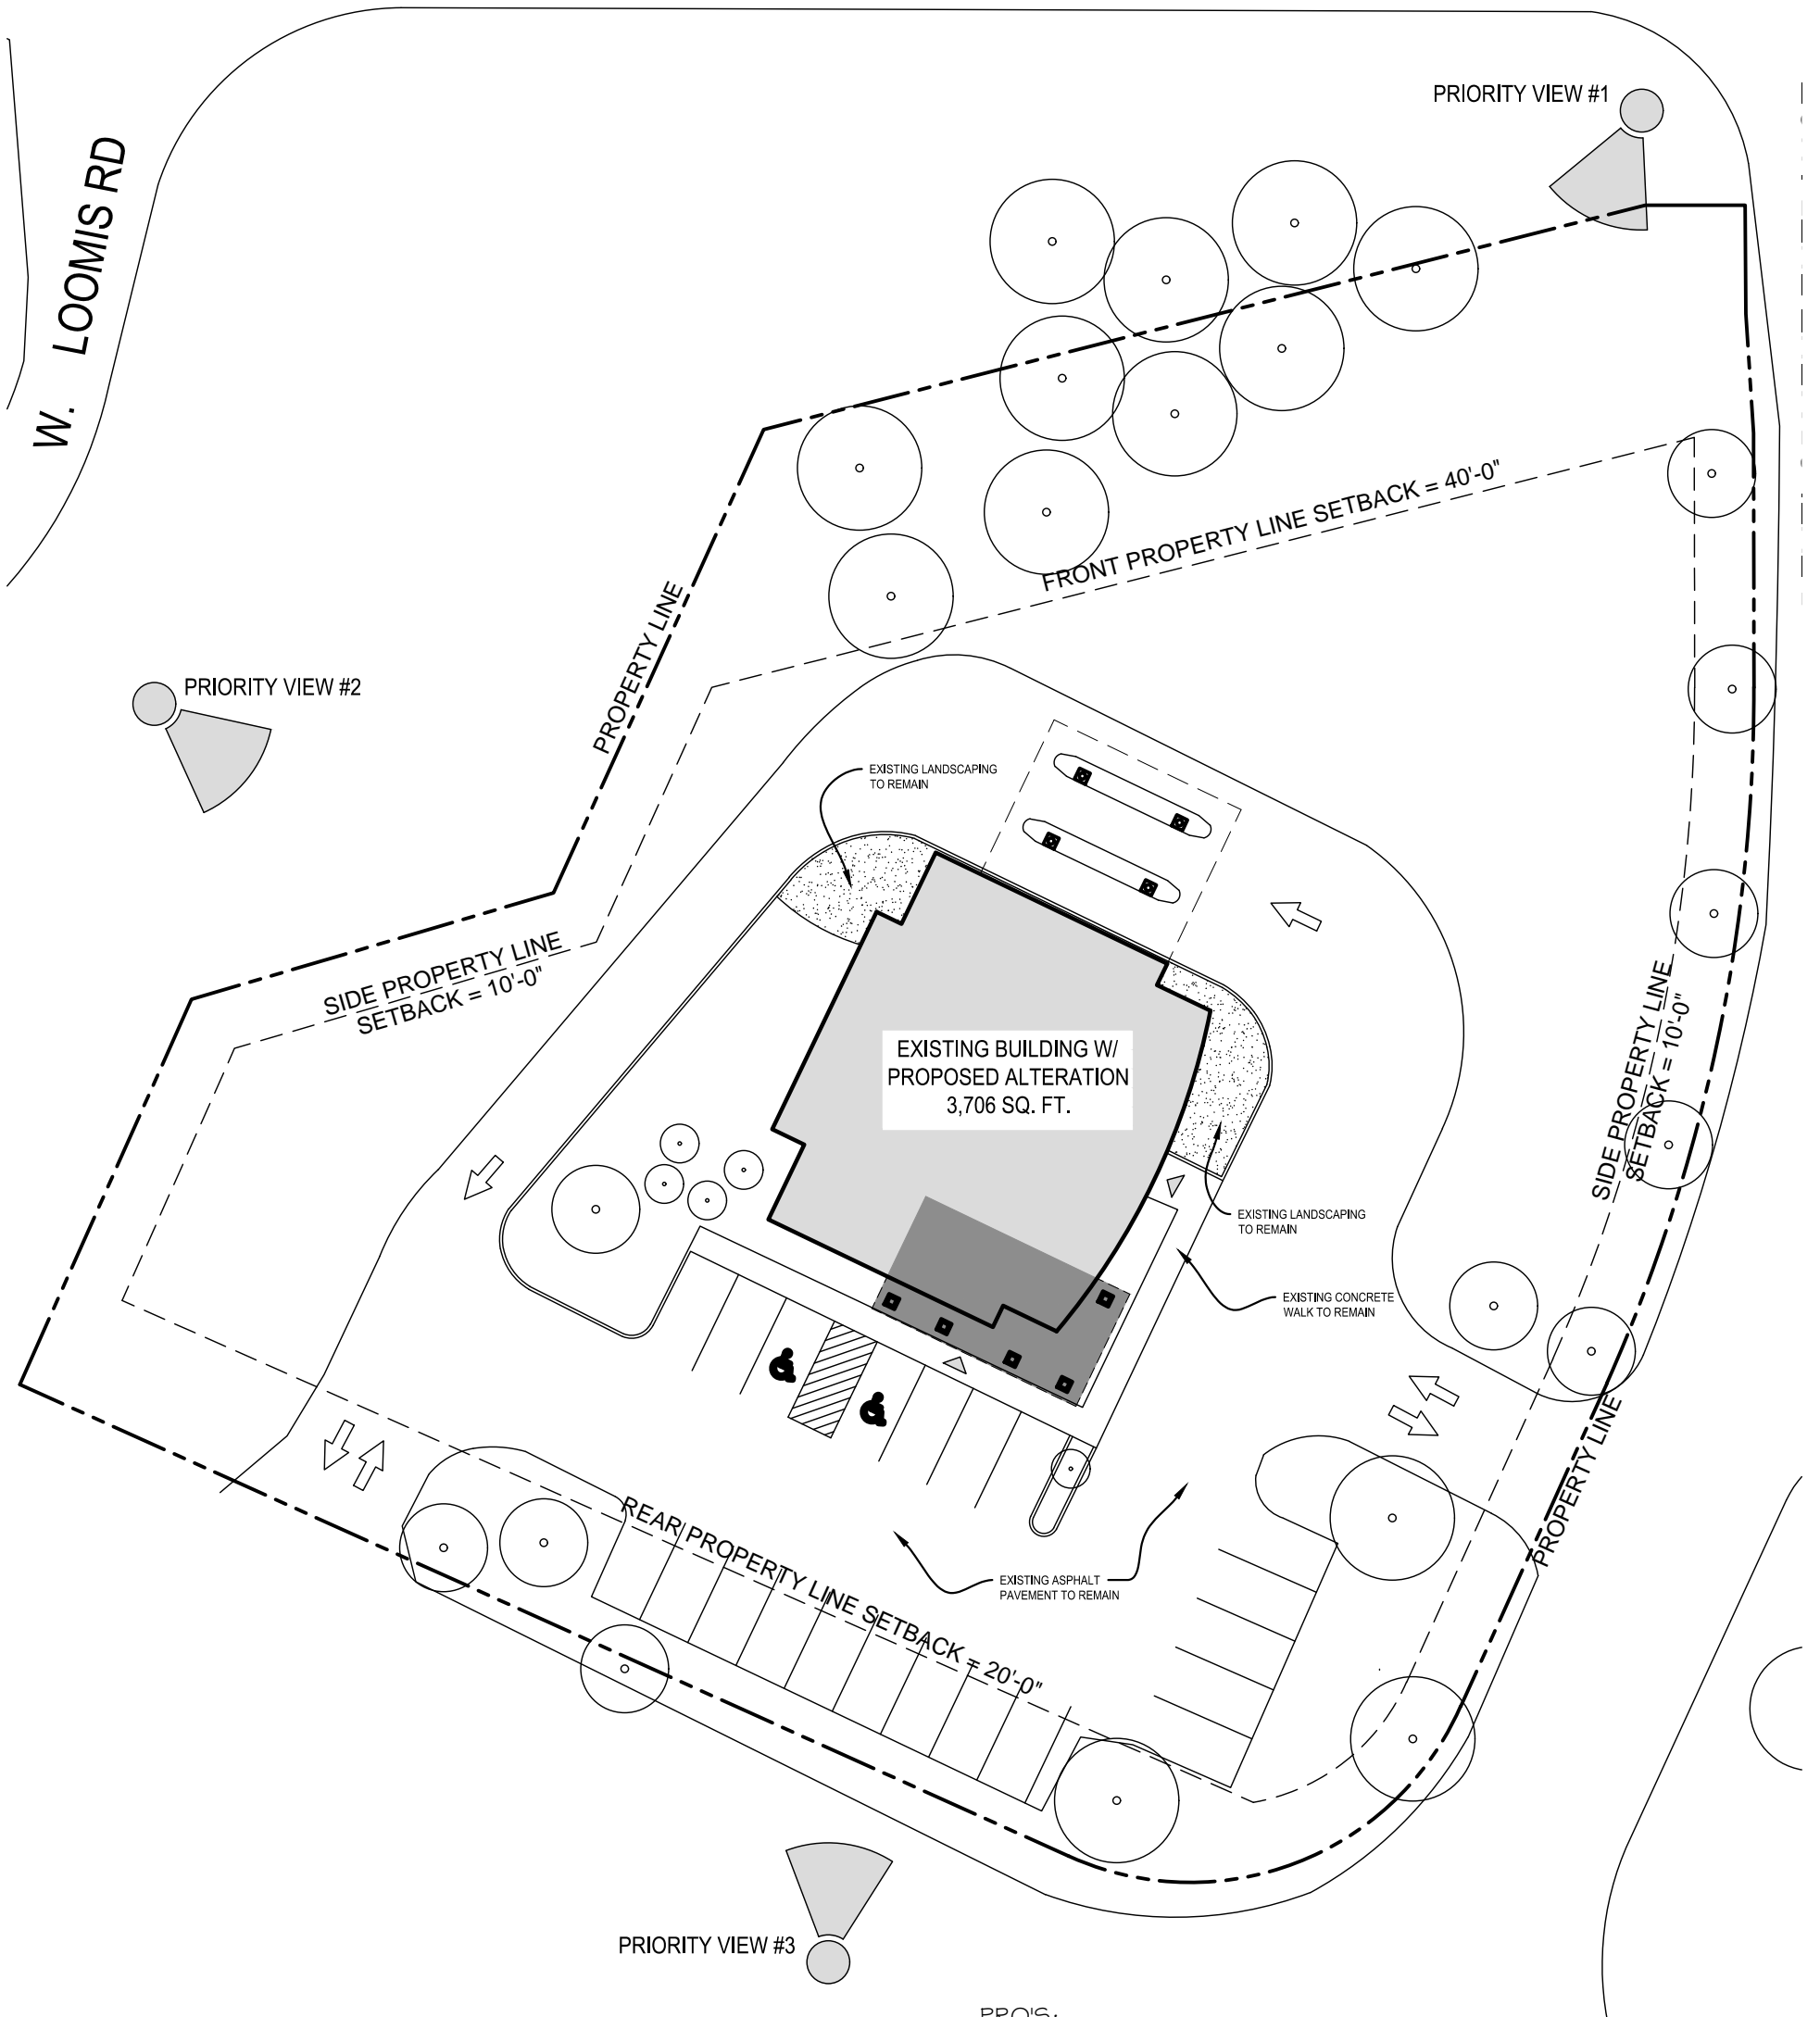 PRIORITY VIEW #1
W. LOOMIS RD
FRONT PROPERTY LINE SETBACK = 40'-0"
PROPERTY LINE
PRIORITY VIEW #2
EXISTING LANDSCAPING
TO REMAIN
SIDE PROPERTY LINE
SETBACK = 10'-0"
EXISTING BUILDING W/
PROPOSED ALTERATION
3,706 SQ. FT.
SIDE PROPERTY LINE
SETBACK = 10'-0"
EXISTING LANDSCAPING
TO REMAIN
EXISTING CONCRETE
WALK TO REMAIN
PROPERTY LINE
REAR PROPERTY LINE SETBACK = 20'-0"
EXISTING ASPHALT
PAVEMENT TO REMAIN
PRIORITY VIEW #3